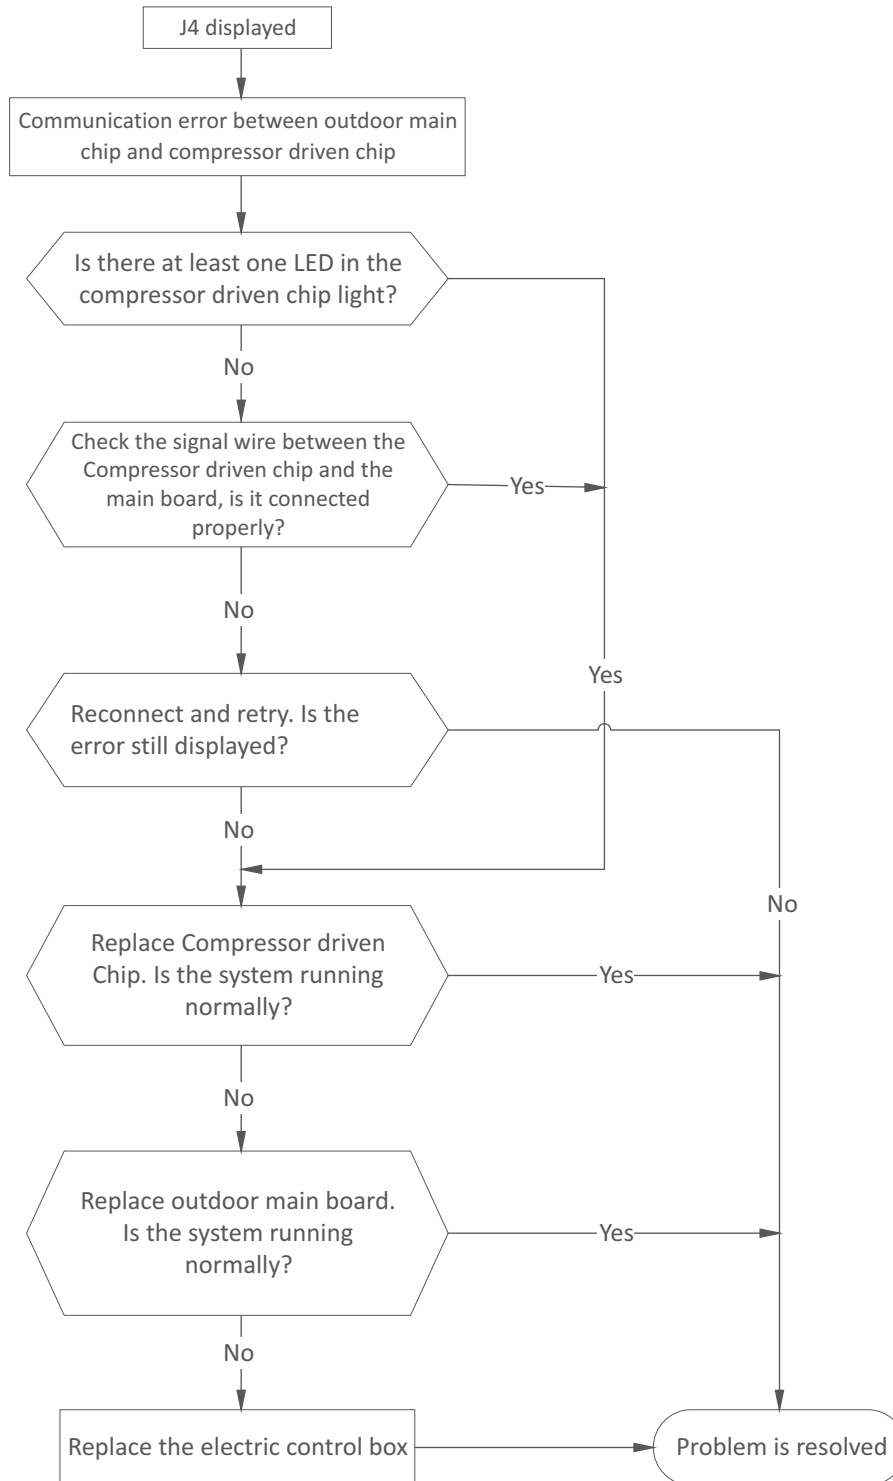 J4 displayed
Communication error between outdoor main
chip and compressor driven chip
Is there at least one LED in the
compressor driven chip light?
No
Check the signal wire between the
Compressor driven chip and the
main board, is it connected
properly?
Yes
No
Yes
Reconnect and retry. Is the
error still displayed?
No
No
Replace Compressor driven
Chip. Is the system running
normally?
Yes
No
Replace outdoor main board.
Is the system running
normally?
Yes
No
Replace the electric control box
Problem is resolved